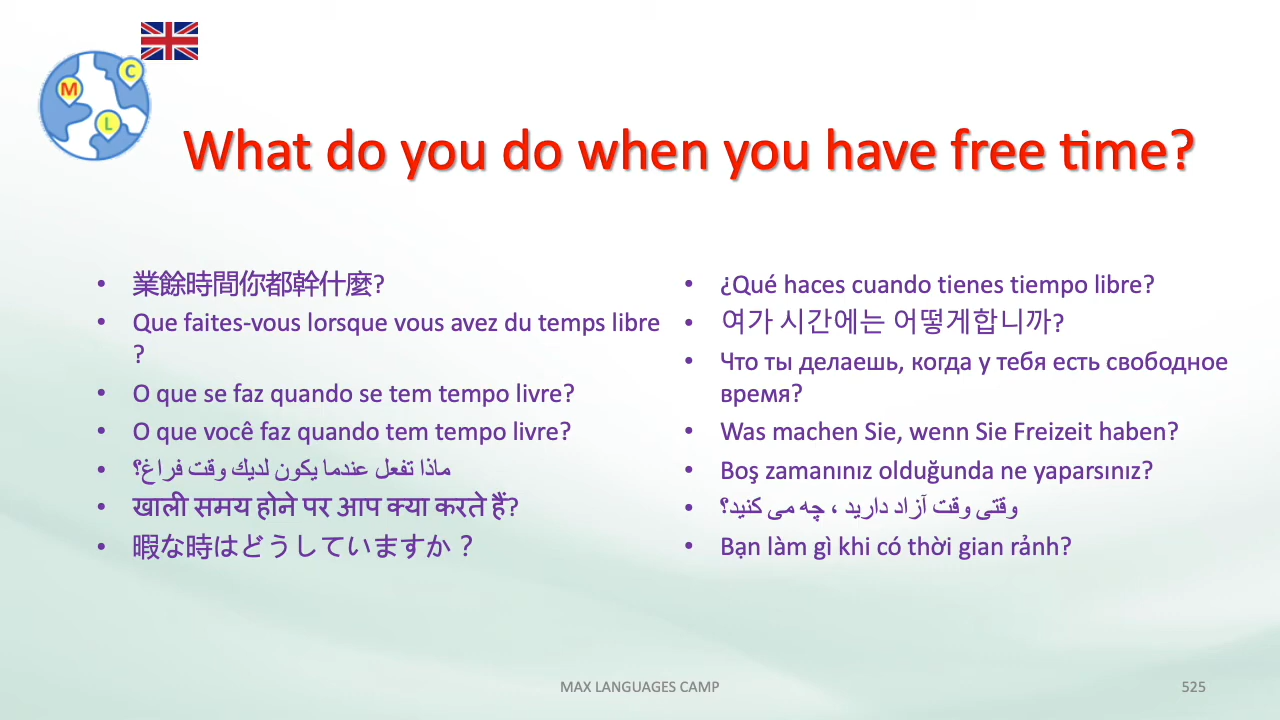 C
M
L
What do you do when you have free time?
• 業餘時間你都幹什麼?
• Que faites-vous lorsque vous avez du temps libre
?
• O que se faz quando se tem tempo livre?
• O que você faz quando tem tempo livre?
• ماذا تفعل عندما يكون لديك وقت فراغ؟
• खाली समय होने पर आप क्या करते हैं?
• 暇な時はどうしていますか？
• ¿Qué haces cuando tienes tiempo libre?
• 여가 시간에는 어떻게합니까?
• Что ты делаешь, когда у тебя есть свободное
время?
• Was machen Sie, wenn Sie Freizeit haben?
• Boş zamanınız olduğunda ne yaparsınız?
• وقتی وقت آزاد دارید ، چه می کنید؟
• Bạn làm gì khi có thời gian rảnh?
MAX LANGUAGES CAMP
525